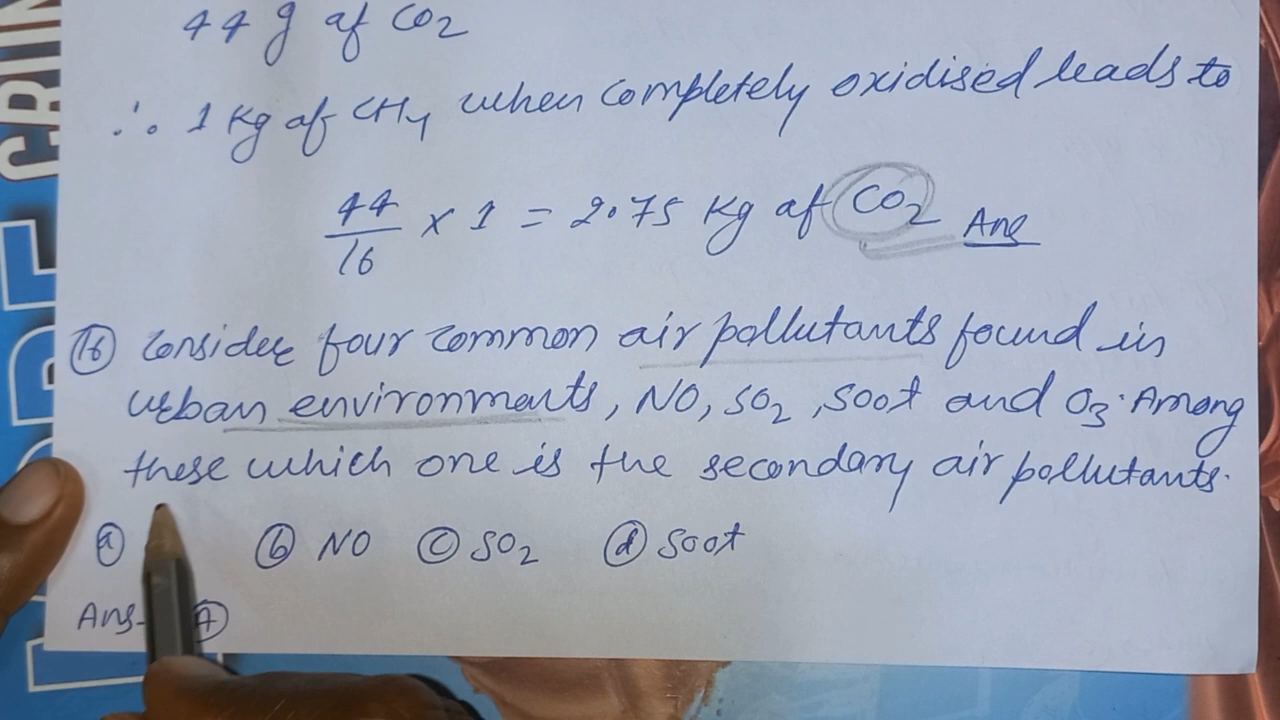 44 g of CO2
∴ 1 Kg of CH4 when completely oxidised leads to
44/16 x 1 = 2.75 Kg of CO2 Ans
(16) Consider four common air pollutants found in
urban environments, NO, SO2, Soot and O3. Among
these which one is the secondary air pollutants.
(a) (b) NO (c) SO2 (d) Soot
Ans- (A)